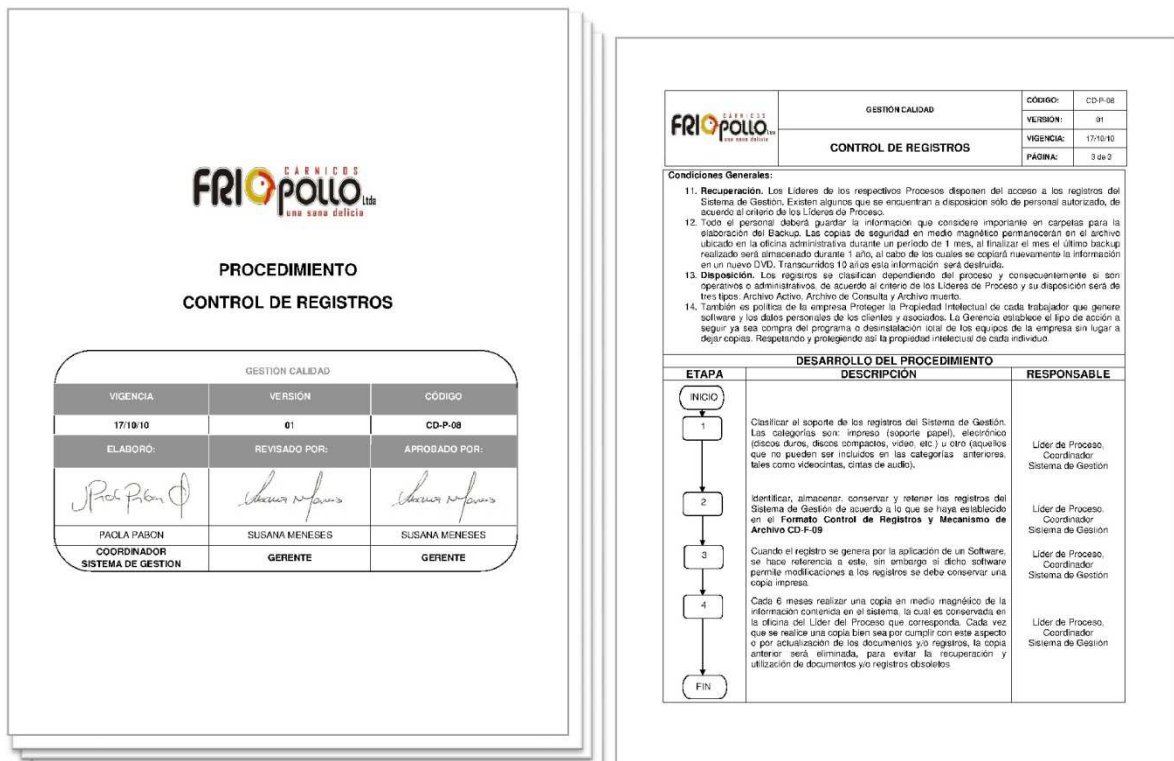 CÁRNICOS
FRIOPOLLO Ltda
una sana delicia
PROCEDIMIENTO
CONTROL DE REGISTROS
GESTIÓN CALIDAD
VIGENCIA VERSIÓN CÓDIGO
17/10/10 01 CD-P-08
ELABORÓ: REVISADO POR: APROBADO POR:
PAOLA PABON SUSANA MENESES SUSANA MENESES
COORDINADOR
SISTEMA DE GESTION GERENTE GERENTE
CÁRNICOS
FRIOPOLLO Ltda
una sana delicia
GESTIÓN CALIDAD
CONTROL DE REGISTROS
CÓDIGO: CD-P-08
VERSIÓN: 01
VIGENCIA: 17/10/10
PÁGINA: 3 de 3
Condiciones Generales:
11. Recuperación. Los Líderes de los respectivos Procesos disponen del acceso a los registros del
Sistema de Gestión. Existen algunos que se encuentran a disposición sólo de personal autorizado, de
acuerdo al criterio de los Líderes de Proceso.
12. Todo el personal deberá guardar la información que considere importante en carpetas para la
elaboración del Backup. Las copias de seguridad en medio magnético permanecerán en el archivo
ubicado en la oficina administrativa durante un período de 1 mes, al finalizar el mes el último backup
realizado será almacenado durante 1 año, al cabo de los cuales se copiará nuevamente la información
en un nuevo DVD. Transcurridos 10 años esta información será destruida.
13. Disposición. Los registros se clasifican dependiendo del proceso y consecuentemente si son
operativos o administrativos, de acuerdo al criterio de los Líderes de Proceso y su disposición será de
tres tipos: Archivo Activo, Archivo de Consulta y Archivo muerto.
14. También es política de la empresa Proteger la Propiedad Intelectual de cada trabajador que genere
software y los datos personales de los clientes y asociados. La Gerencia establece el tipo de acción a
seguir ya sea compra del programa o desinstalación total de los equipos de la empresa sin lugar a
dejar copias. Respetando y protegiendo así la propiedad intelectual de cada individuo.
DESARROLLO DEL PROCEDIMIENTO
ETAPA DESCRIPCIÓN RESPONSABLE
INICIO
1
Clasificar el soporte de los registros del Sistema de Gestión.
Las categorías son: impreso (soporte papel), electrónico
(discos duros, discos compactos, video, etc.) u otro (aquellos
que no pueden ser incluidos en las categorías anteriores,
tales como videocintas, cintas de audio).
Líder de Proceso,
Coordinador
Sistema de Gestión
2
Identificar, almacenar, conservar y retener los registros del
Sistema de Gestión de acuerdo a lo que se haya establecido
en el Formato Control de Registros y Mecanismo de
Archivo CD-F-09
Líder de Proceso,
Coordinador
Sistema de Gestión
3
Cuando el registro se genera por la aplicación de un Software,
se hace referencia a este, sin embargo si dicho software
permite modificaciones a los registros se debe conservar una
copia impresa.
Líder de Proceso,
Coordinador
Sistema de Gestión
4
Cada 6 meses realizar una copia en medio magnético de la
información contenida en el sistema, la cual es conservada en
la oficina del Líder del Proceso que corresponda. Cada vez
que se realice una copia bien sea por cumplir con este aspecto
o por actualización de los documentos y/o registros, la copia
anterior será eliminada, para evitar la recuperación y
utilización de documentos y/o registros obsoletos
Líder de Proceso,
Coordinador
Sistema de Gestión
FIN